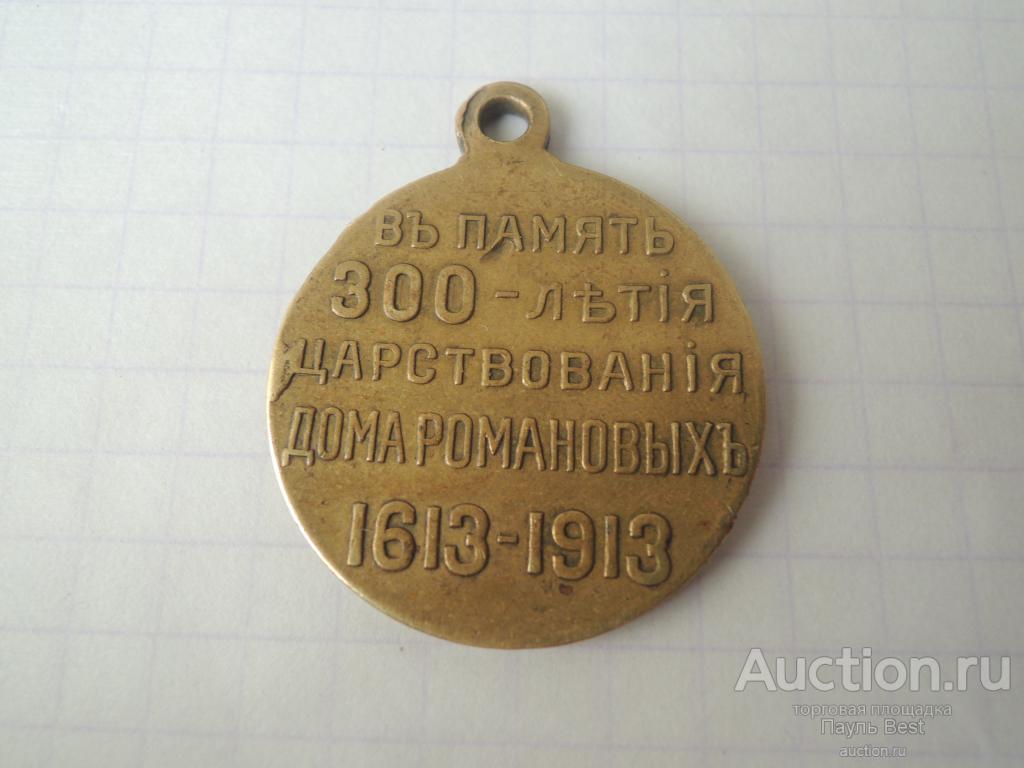 ВЪ ПАМЯТЬ
300-ЛѢТІЯ
ЦАРСТВОВАНІЯ
ДОМА РОМАНОВЫХЪ
1613-1913
Auction.ru
торговая площадка
Пауль Best
auction.ru